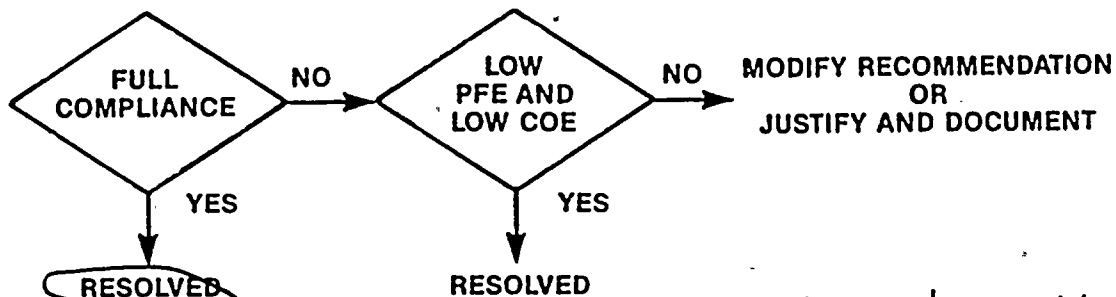 FULL
COMPLIANCE
NO
LOW
PFE AND
LOW COE
NO
MODIFY RECOMMENDATION
OR
JUSTIFY AND DOCUMENT
YES
YES
RESOLVED
RESOLVED